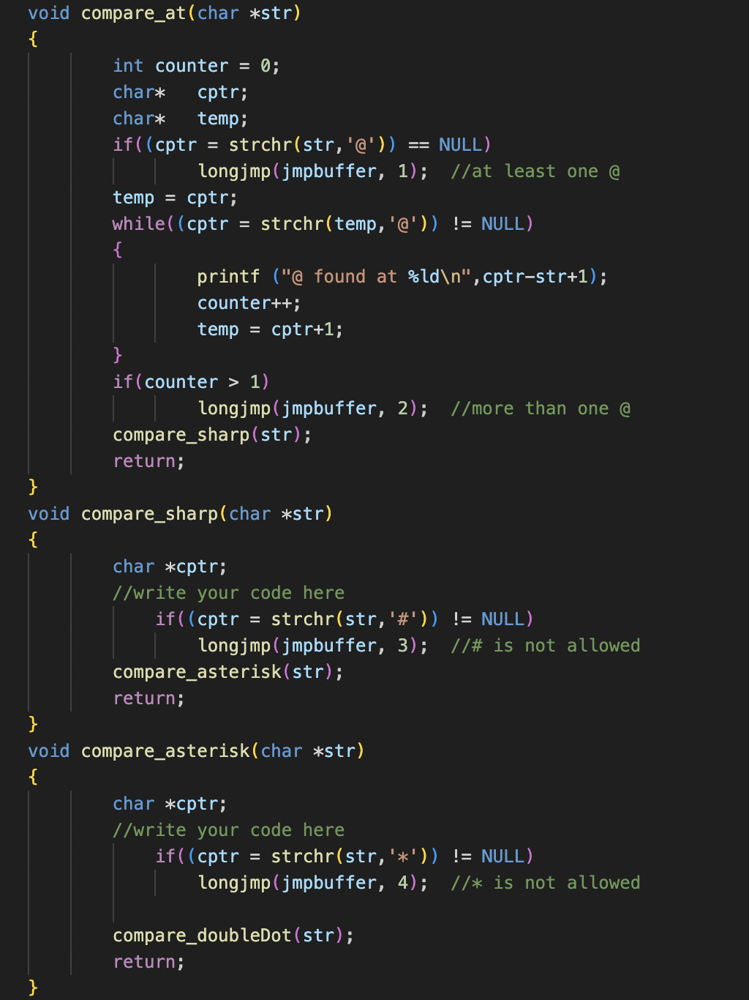 void compare_at(char *str)
{
int counter = 0;
char*   cptr;
char*   temp;
if((cptr = strchr(str,'@')) == NULL)
longjmp(jmpbuffer, 1);  //at least one @
temp = cptr;
while((cptr = strchr(temp,'@')) != NULL)
{
printf ("@ found at %ld\n",cptr-str+1);
counter++;
temp = cptr+1;
}
if(counter > 1)
longjmp(jmpbuffer, 2);  //more than one @
compare_sharp(str);
return;
}
void compare_sharp(char *str)
{
char *cptr;
//write your code here
if((cptr = strchr(str,'#')) != NULL)
longjmp(jmpbuffer, 3);  //# is not allowed
compare_asterisk(str);
return;
}
void compare_asterisk(char *str)
{
char *cptr;
//write your code here
if((cptr = strchr(str,'*')) != NULL)
longjmp(jmpbuffer, 4);  //* is not allowed
compare_doubleDot(str);
return;
}